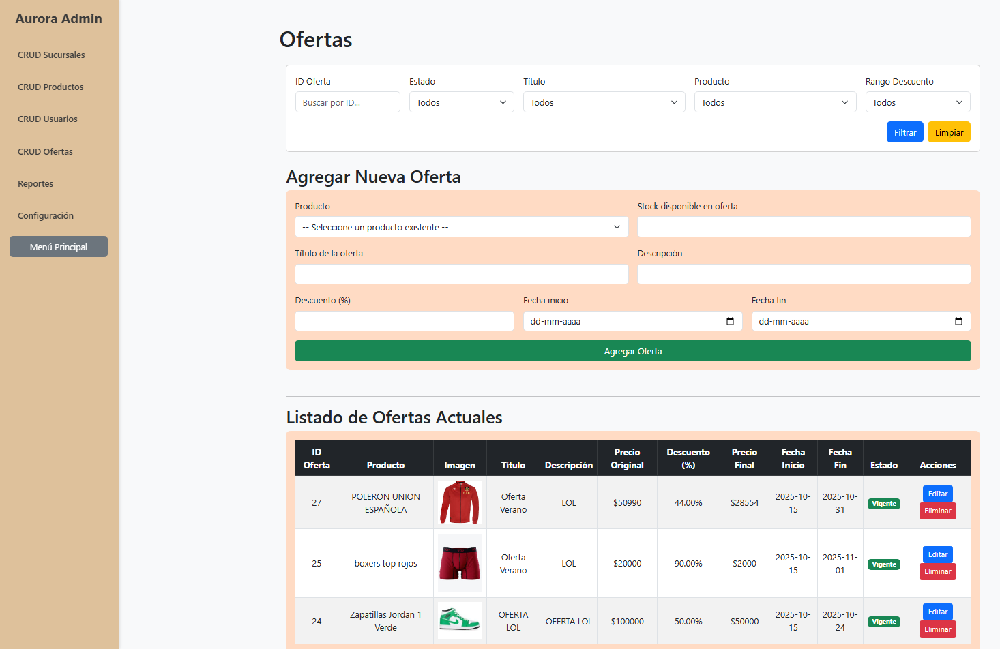 Aurora Admin
CRUD Sucursales
CRUD Productos
CRUD Usuarios
CRUD Ofertas
Reportes
Configuración
Menú Principal
Ofertas
ID Oferta Estado Título Producto Rango Descuento
Buscar por ID... Todos Todos Todos Todos
Filtrar Limpiar
Agregar Nueva Oferta
Producto Stock disponible en oferta
-- Seleccione un producto existente --
Título de la oferta Descripción
Descuento (%) Fecha inicio Fecha fin
dd-mm-aaaa dd-mm-aaaa
Agregar Oferta
Listado de Ofertas Actuales
ID Oferta Producto Imagen Título Descripción Precio Original Descuento (%) Precio Final Fecha Inicio Fecha Fin Estado Acciones
27 POLERON UNION ESPAÑOLA Oferta Verano LOL $50990 44.00% $28554 2025-10-15 2025-10-31 Vigente Editar Eliminar
25 boxers top rojos Oferta Verano LOL $20000 90.00% $2000 2025-10-15 2025-11-01 Vigente Editar Eliminar
24 Zapatillas Jordan 1 Verde OFERTA LOL OFERTA LOL $100000 50.00% $50000 2025-10-15 2025-10-24 Vigente Editar Eliminar